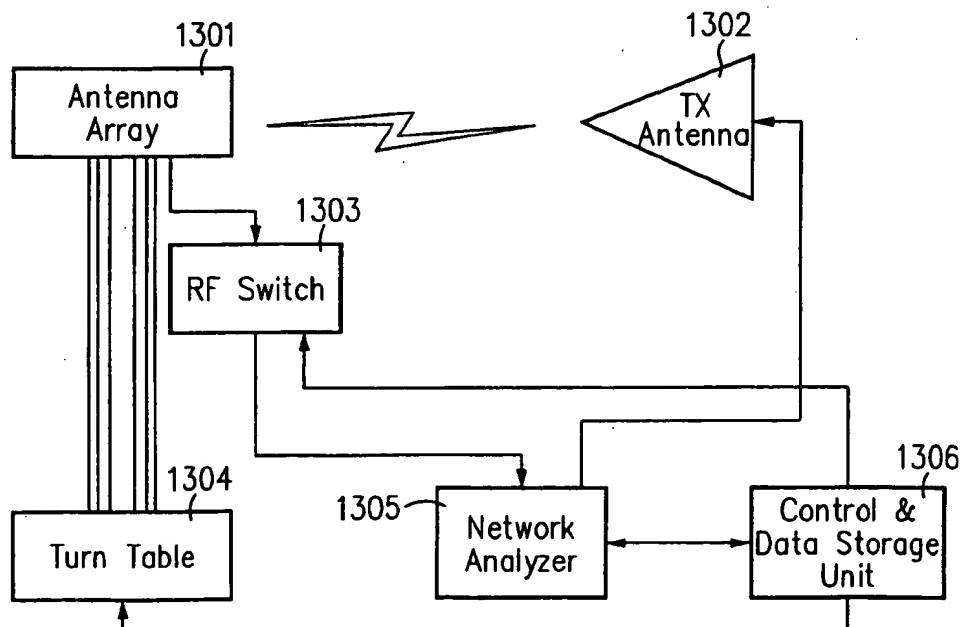 1301
Antenna
Array
1302
TX
Antenna
1303
RF Switch
1304
Turn Table
1305
Network
Analyzer
1306
Control &
Data Storage
Unit